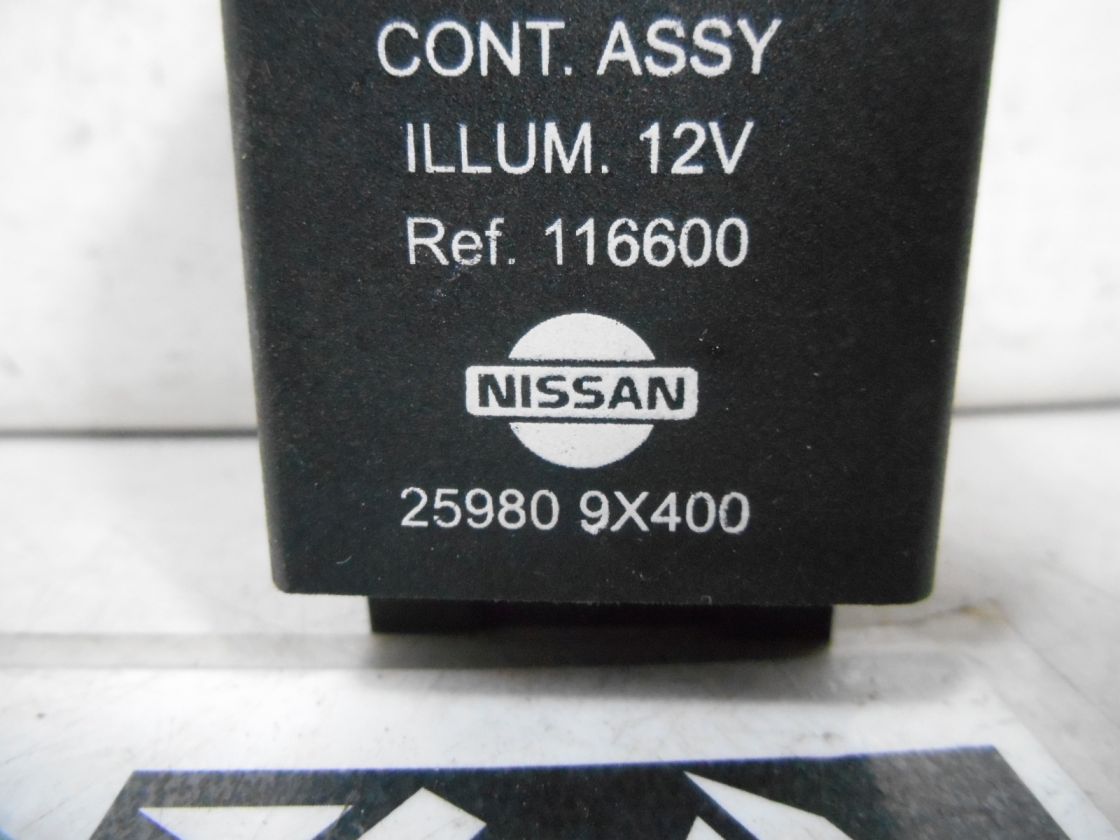 CONT. ASSY
ILLUM. 12V
Ref. 116600
NISSAN
25980 9X400